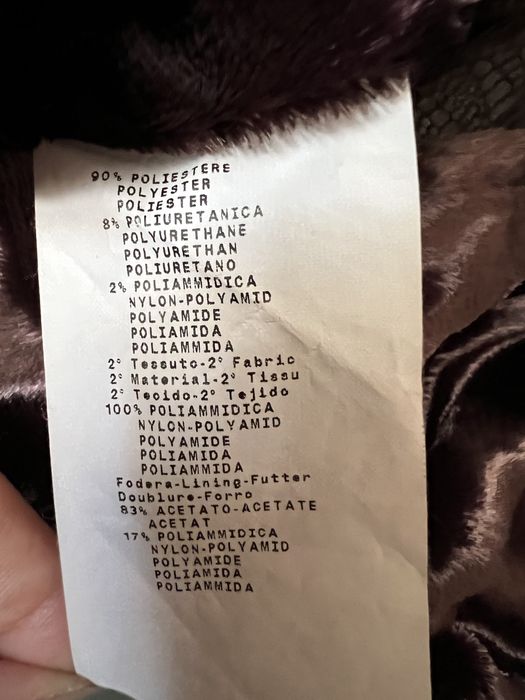 90% POLIESTERE
POLYESTER
POLIESTER
8% POLIURETANICA
POLYURETHANE
POLYURETHAN
POLIURETANO
2% POLIAMMIDICA
NYLON-POLYAMID
POLYAMIDE
POLIAMIDA
POLIAMMIDA
2° Tessuto-2° Fabric
2° Material-2° Tissu
2° Tecido-2° Tejido
100% POLIAMMIDICA
NYLON-POLYAMID
POLYAMIDE
POLIAMIDA
POLIAMMIDA
Fodera-Lining-Futter
Doublure-Forro
83% ACETATO-ACETATE
ACETAT
17% POLIAMMIDICA
NYLON-POLYAMID
POLYAMIDE
POLIAMIDA
POLIAMMIDA